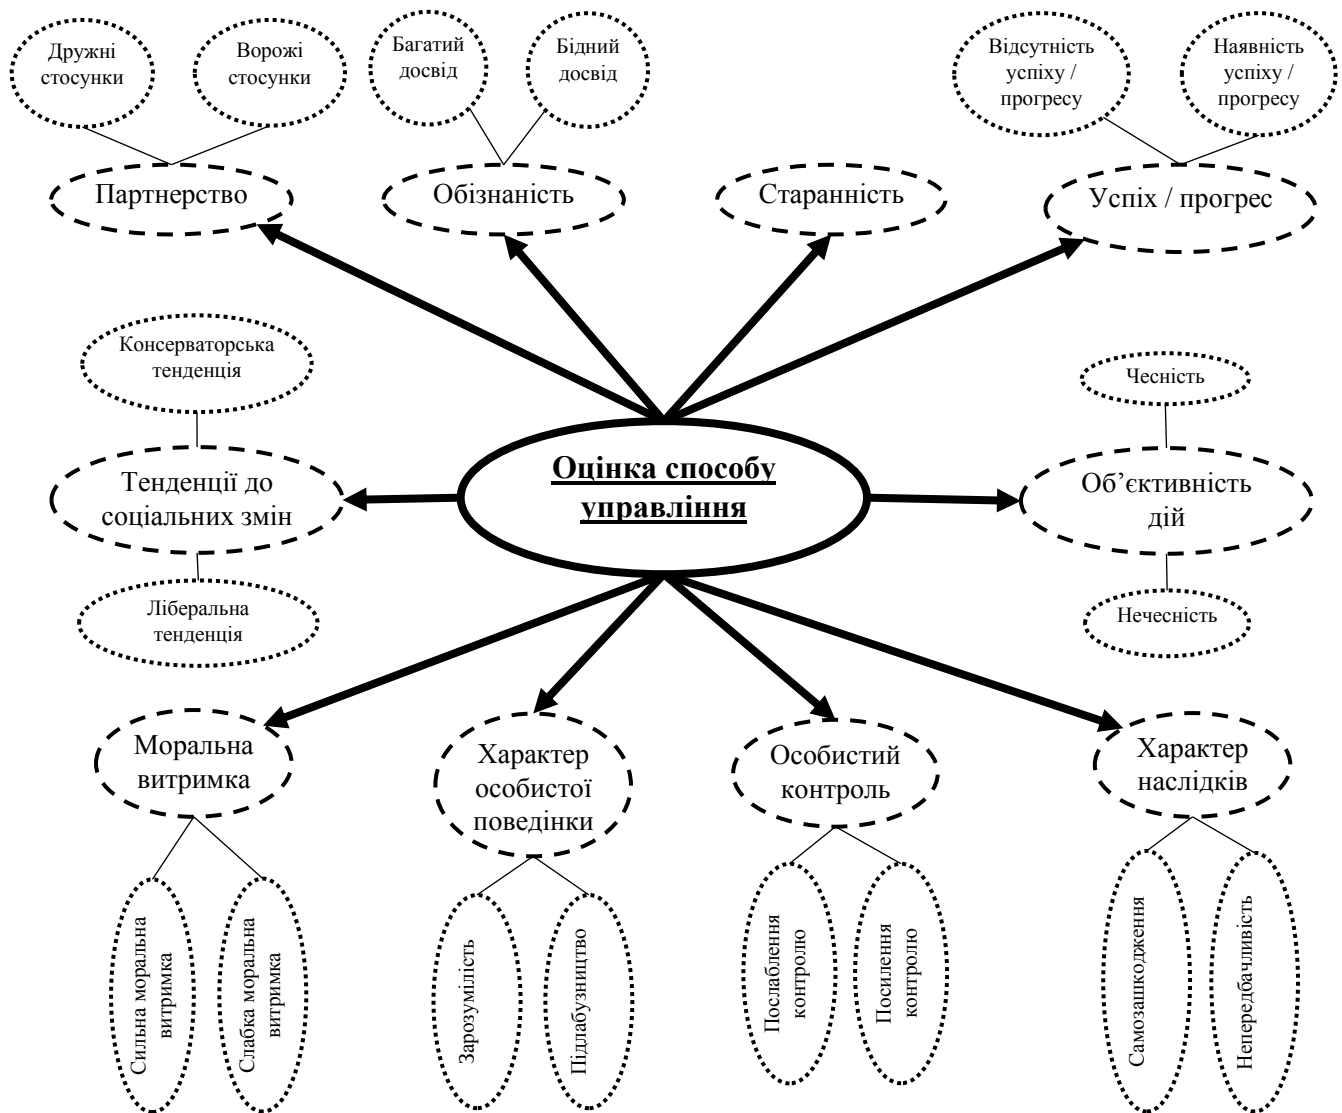 Дружні
стосунки
Ворожі
стосунки
Багатий
досвід
Бідний
досвід
Відсутність
успіху /
прогресу
Наявність
успіху /
прогресу
Партнерство
Обізнаність
Старанність
Успіх / прогрес
Консерваторська
тенденція
Чесність
Тенденції до
соціальних змін
Оцінка способу
управління
Об’єктивність
дій
Ліберальна
тенденція
Нечесність
Моральна
витримка
Характер
особистої
поведінки
Особистий
контроль
Характер
наслідків
Сильна моральна
витримка
Слабка моральна
витримка
Зарозумілість
Підлабузництво
Послаблення
контролю
Посилення
контролю
Самозашкодження
Непередбачливість